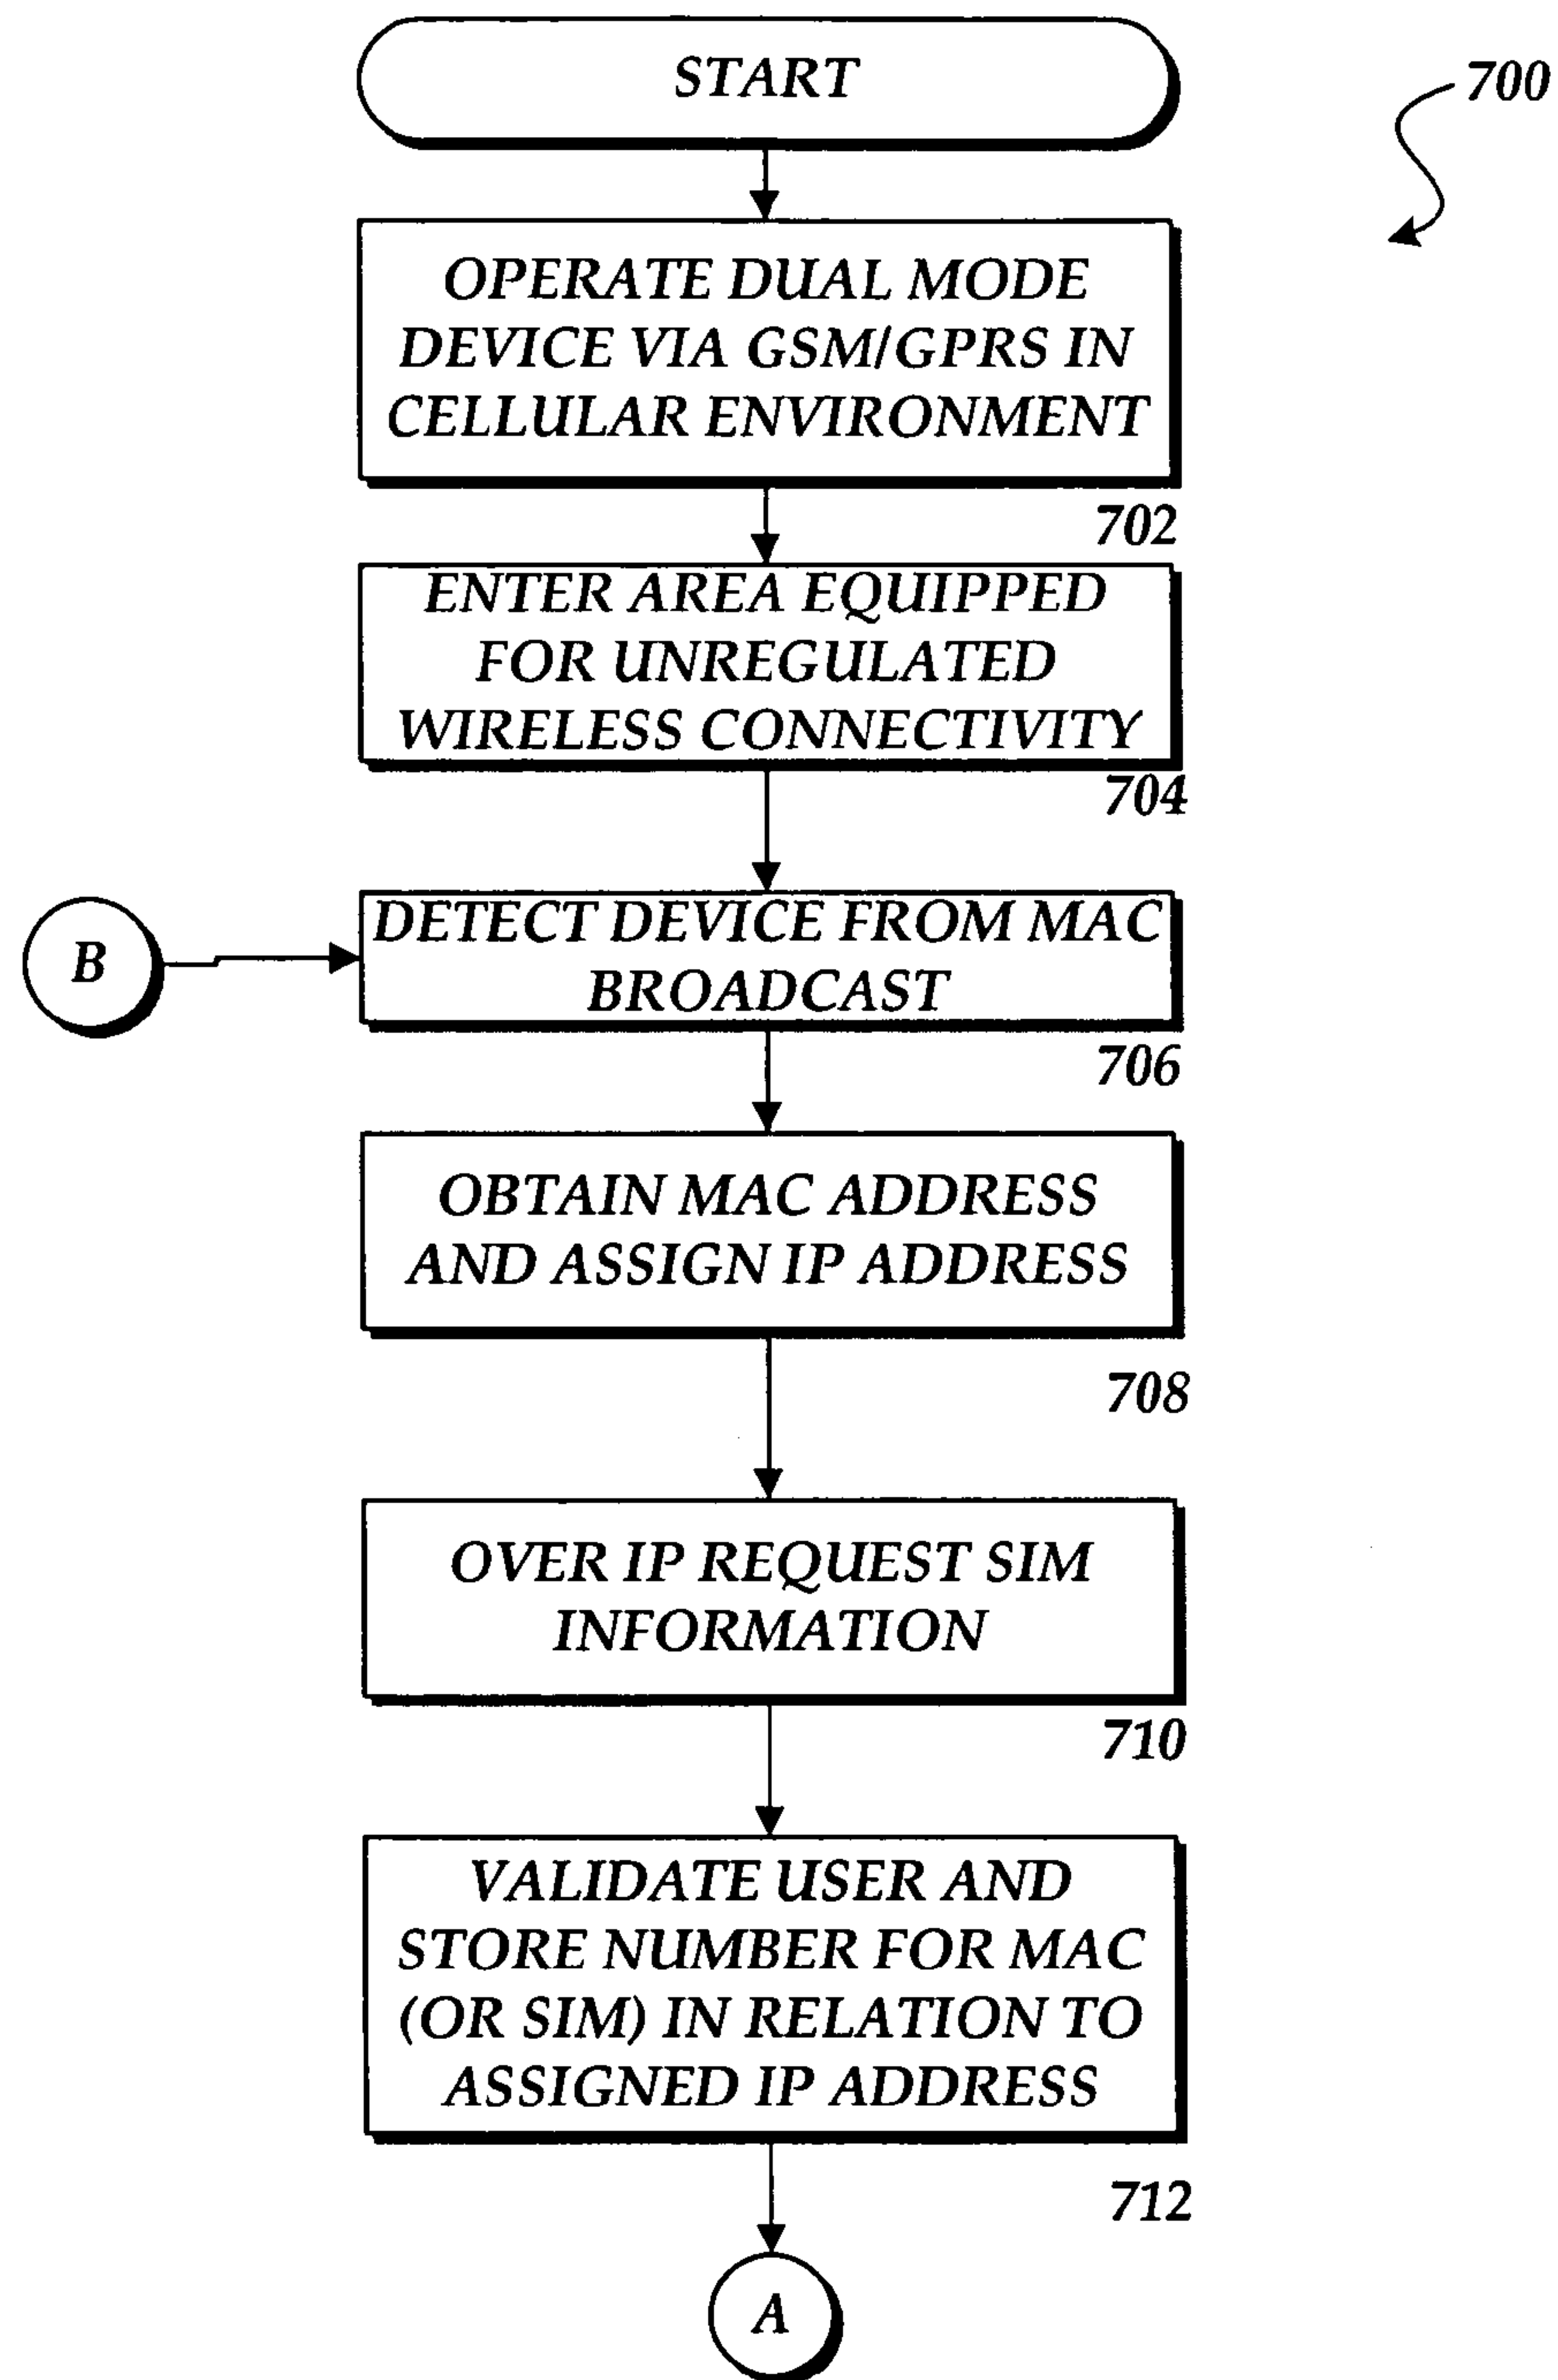 START
700
OPERATE DUAL MODE
DEVICE VIA GSM/GPRS IN
CELLULAR ENVIRONMENT
702
ENTER AREA EQUIPPED
FOR UNREGULATED
WIRELESS CONNECTIVITY
704
B
DETECT DEVICE FROM MAC
BROADCAST
706
OBTAIN MAC ADDRESS
AND ASSIGN IP ADDRESS
708
OVER IP REQUEST SIM
INFORMATION
710
VALIDATE USER AND
STORE NUMBER FOR MAC
(OR SIM) IN RELATION TO
ASSIGNED IP ADDRESS
712
A